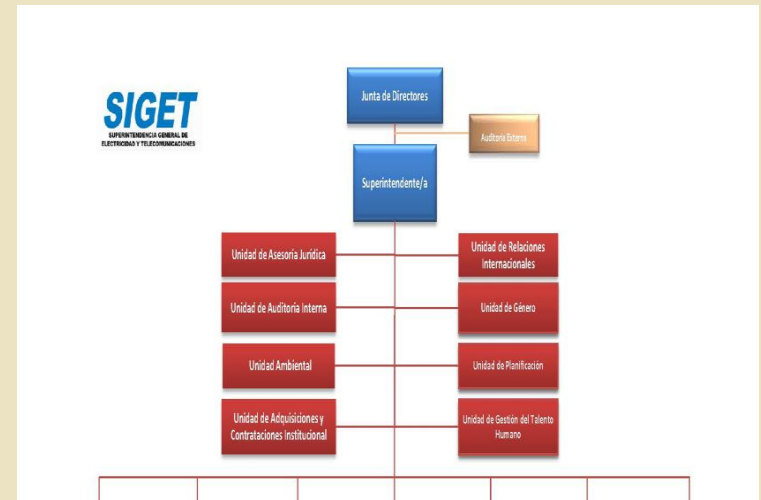 Junta de Directores
SIGET
SUPERINTENDENCIA GENERAL DE
ELECTRICIDAD Y TELECOMUNICACIONES
Auditoria Externa
Superintendente/a
Unidad de Asesoría Jurídica
Unidad de Relaciones
Internacionales
Unidad de Auditoria Interna
Unidad de Género
Unidad Ambiental
Unidad de Planificación
Unidad de Adquisiciones y
Contrataciones Institucional
Unidad de Gestión del Talento
Humano